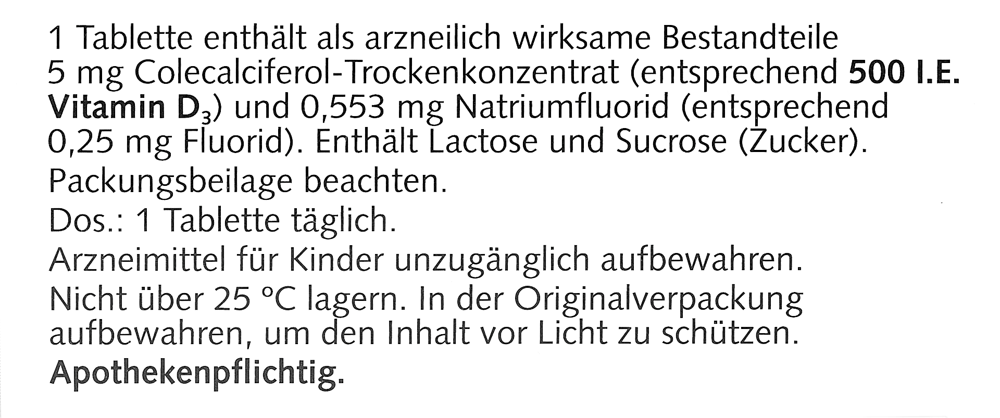 1 Tablette enthält als arzneilich wirksame Bestandteile
5 mg Colecalciferol-Trockenkonzentrat (entsprechend 500 I.E.
Vitamin D₃) und 0,553 mg Natriumfluorid (entsprechend
0,25 mg Fluorid). Enthält Lactose und Sucrose (Zucker).
Packungsbeilage beachten.
Dos.: 1 Tablette täglich.
Arzneimittel für Kinder unzugänglich aufbewahren.
Nicht über 25 °C lagern. In der Originalverpackung
aufbewahren, um den Inhalt vor Licht zu schützen.
Apothekenpflichtig.